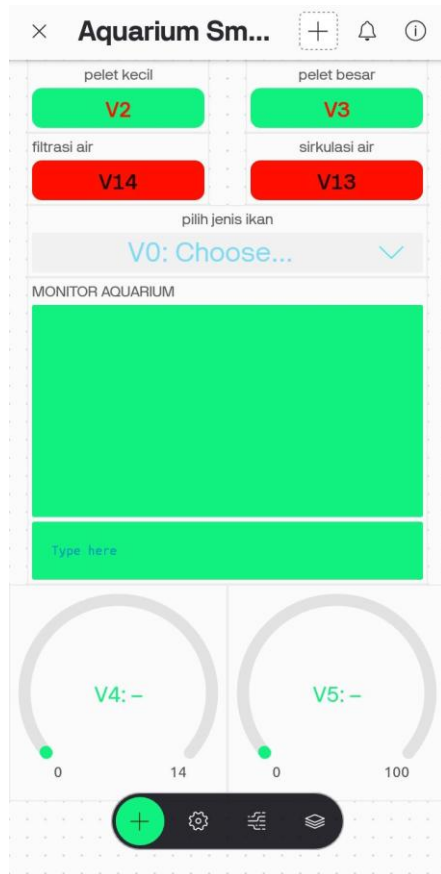 Aquarium Sm...
pelet kecil
pelet besar
V2
V3
filtrasi air
sirkulasi air
V14
V13
pilih jenis ikan
V0: Choose...
MONITOR AQUARIUM
Type here
V4: –
V5: –
0
14
0
100